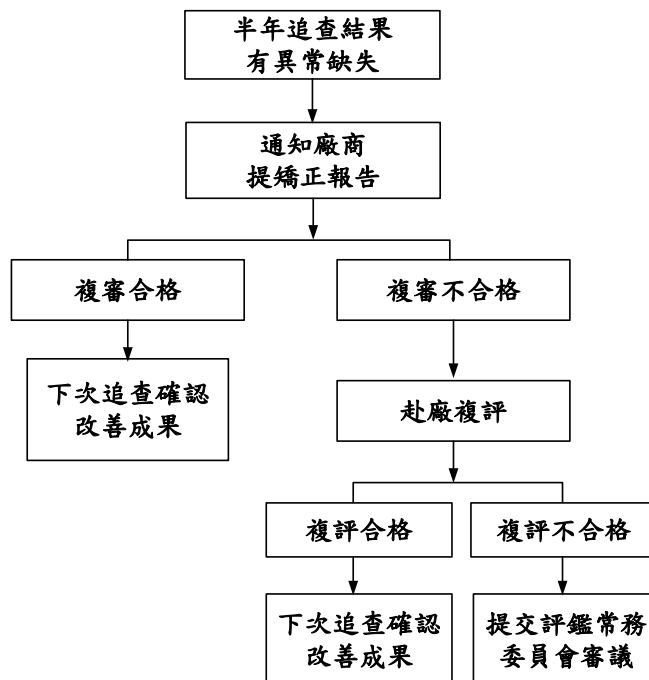 半年追查結果
有異常缺失
通知廠商
提矯正報告
複審合格
複審不合格
下次追查確認
改善成果
赴廠複評
複評合格
複評不合格
下次追查確認
改善成果
提交評鑑常務
委員會審議